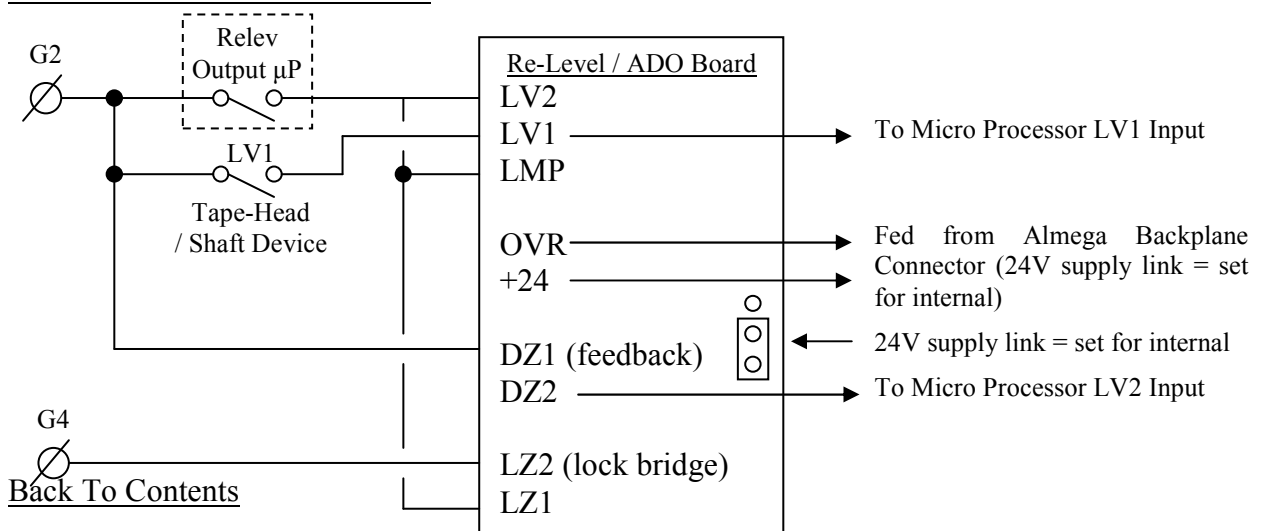 G2
Relev
Output µP
LV1
Tape-Head
/ Shaft Device
G4
Back To Contents
Re-Level / ADO Board
LV2
LV1
LMP
OVR
+24
DZ1 (feedback)
DZ2
LZ2 (lock bridge)
LZ1
To Micro Processor LV1 Input
Fed from Almega Backplane
Connector (24V supply link = set
for internal)
24V supply link = set for internal
To Micro Processor LV2 Input